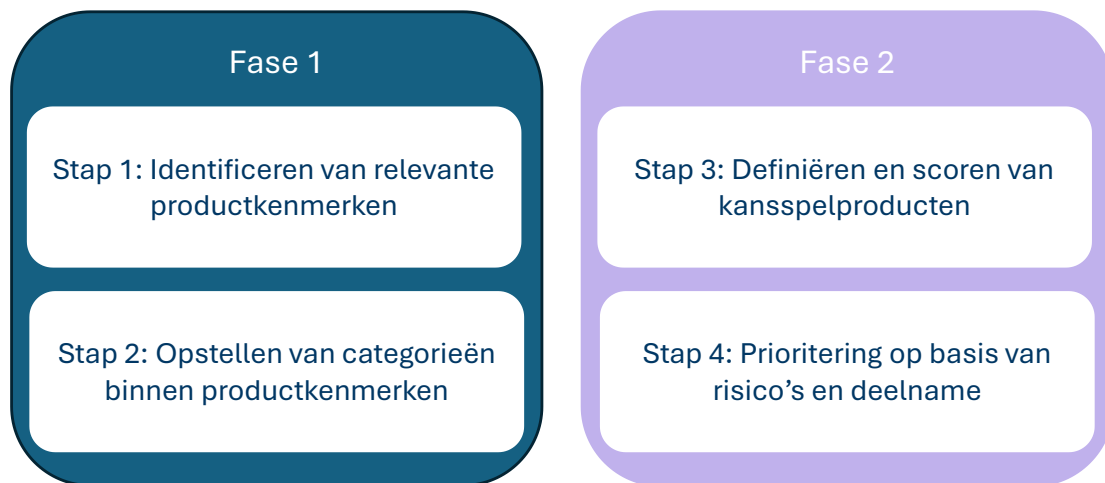 Fase 1
Stap 1: Identificeren van relevante
productkenmerken
Stap 2: Opstellen van categorieën
binnen productkenmerken
Fase 2
Stap 3: Definiëren en scoren van
kansspelproducten
Stap 4: Prioritering op basis van
risico’s en deelname